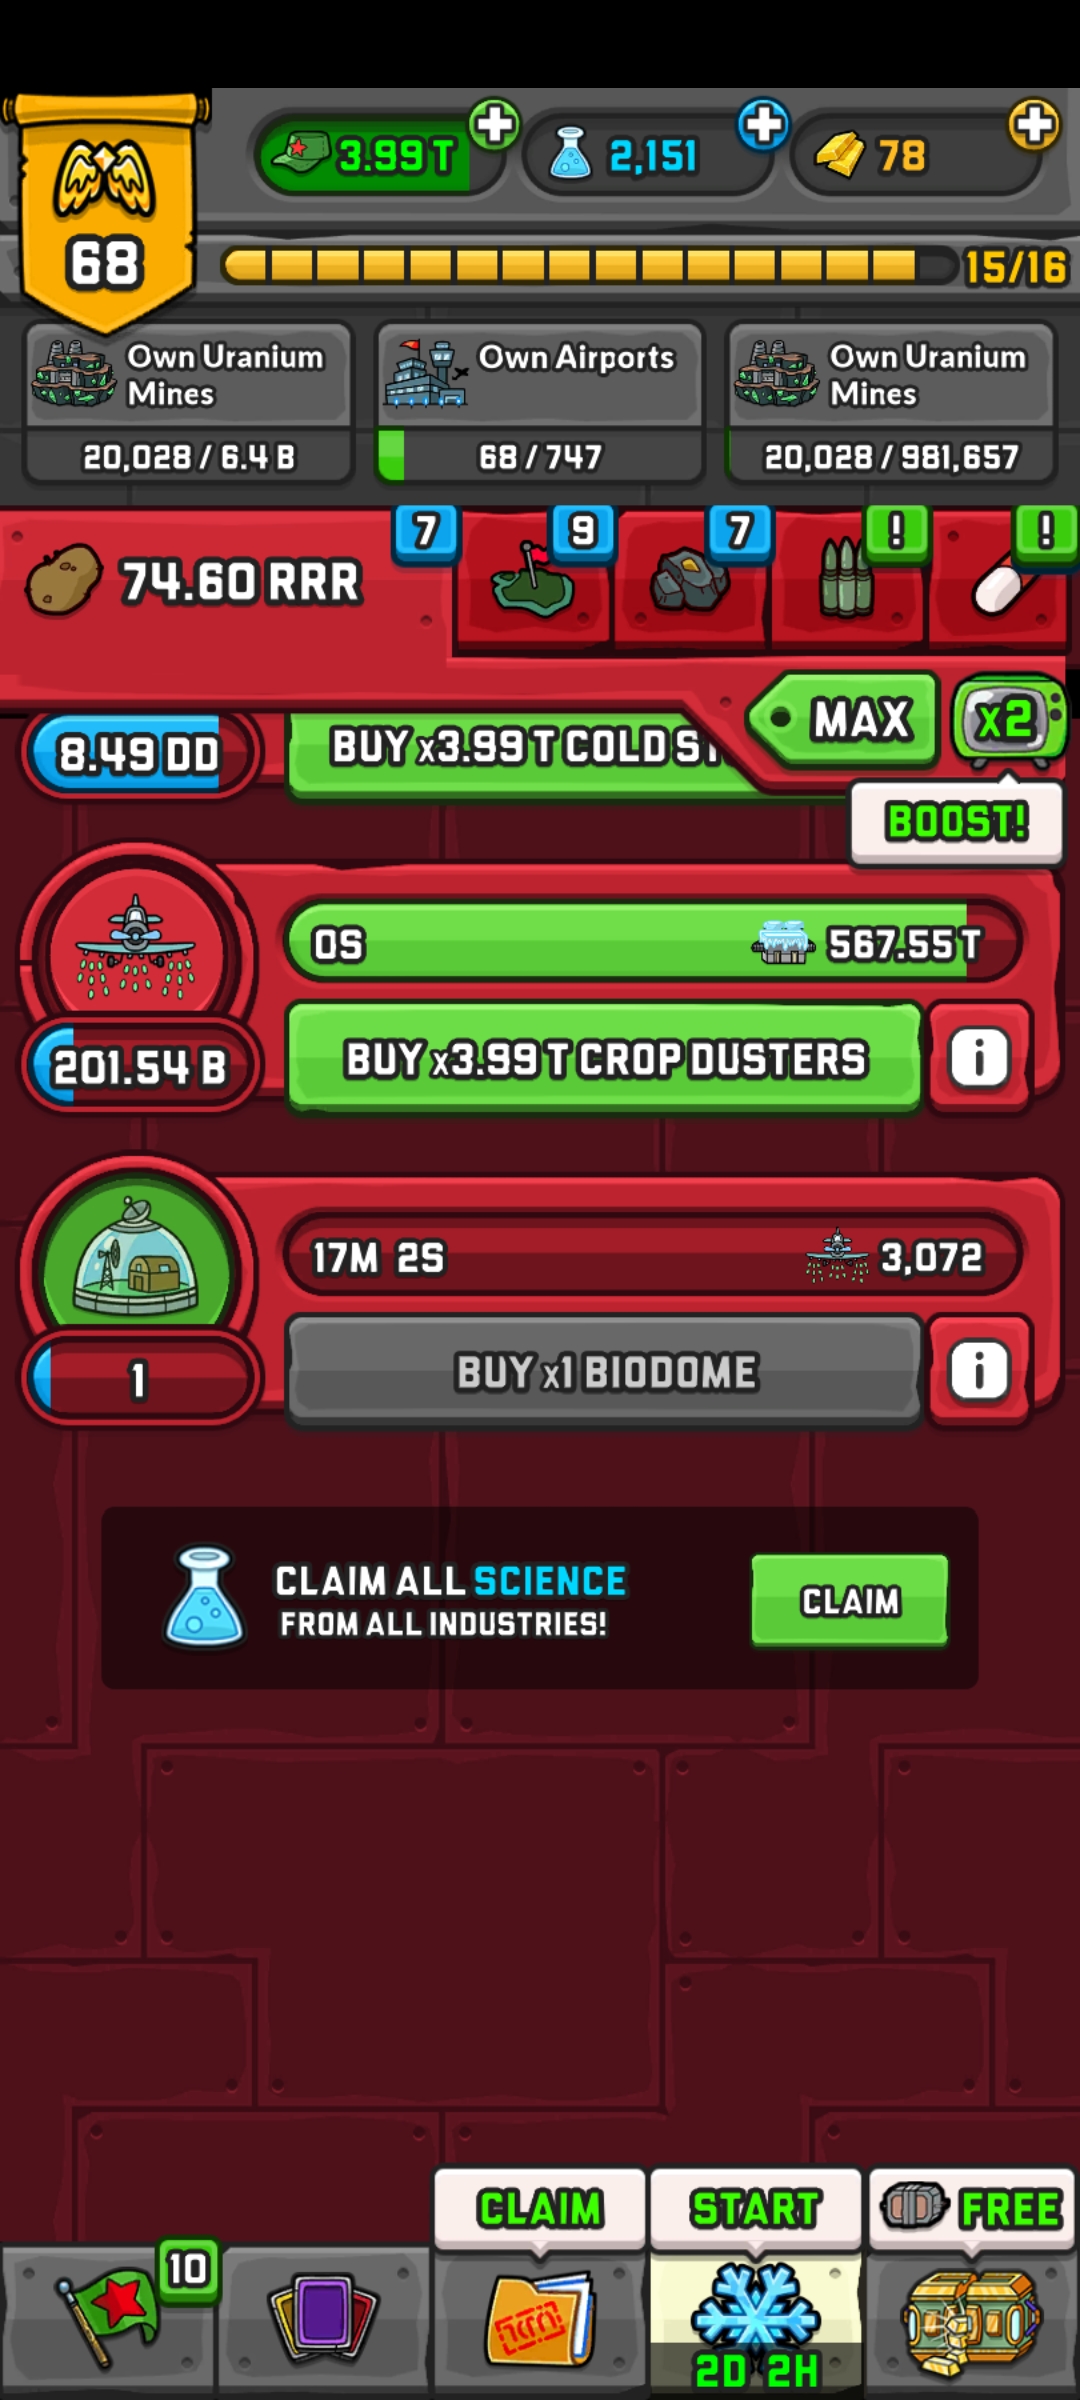 3.99 T
2,151
78
68
15/16
Own Uranium
Mines
20,028 / 6.4 B
Own Airports
68 / 747
Own Uranium
Mines
20,028 / 981,657
74.60 RRR
7
9
7
!
!
MAX
x2
BOOST!
8.49 DD
BUY x3.99 T COLD
0S
567.55 T
201.54 B
BUY x3.99 T CROP DUSTERS
i
17M 2S
3,072
1
BUY x1 BIODOME
i
CLAIM ALL SCIENCE
FROM ALL INDUSTRIES!
CLAIM
CLAIM
START
FREE
10
2D 2H